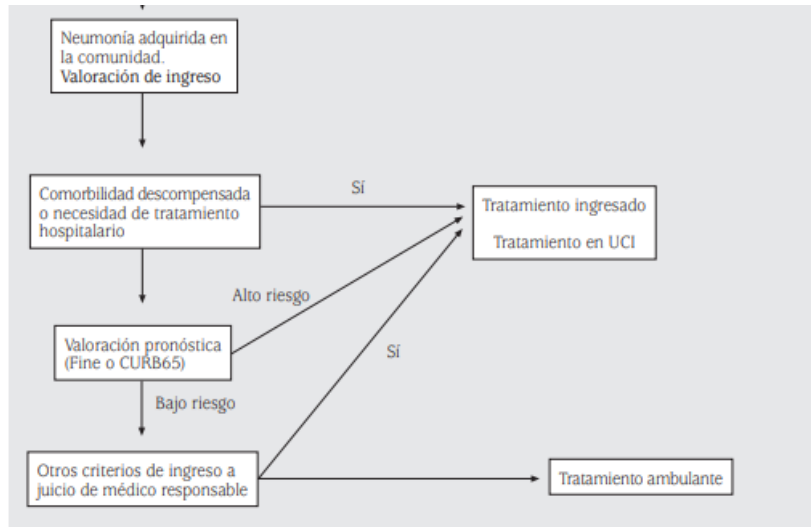 Neumonía adquirida en
la comunidad.
Valoración de ingreso
Comorbilidad descompensada
o necesidad de tratamiento
hospitalario
Sí
Tratamiento ingresado
Tratamiento en UCI
Alto riesgo
Valoración pronóstica
(Fine o CURB65)
Sí
Bajo riesgo
Otros criterios de ingreso a
juicio de médico responsable
Tratamiento ambulante